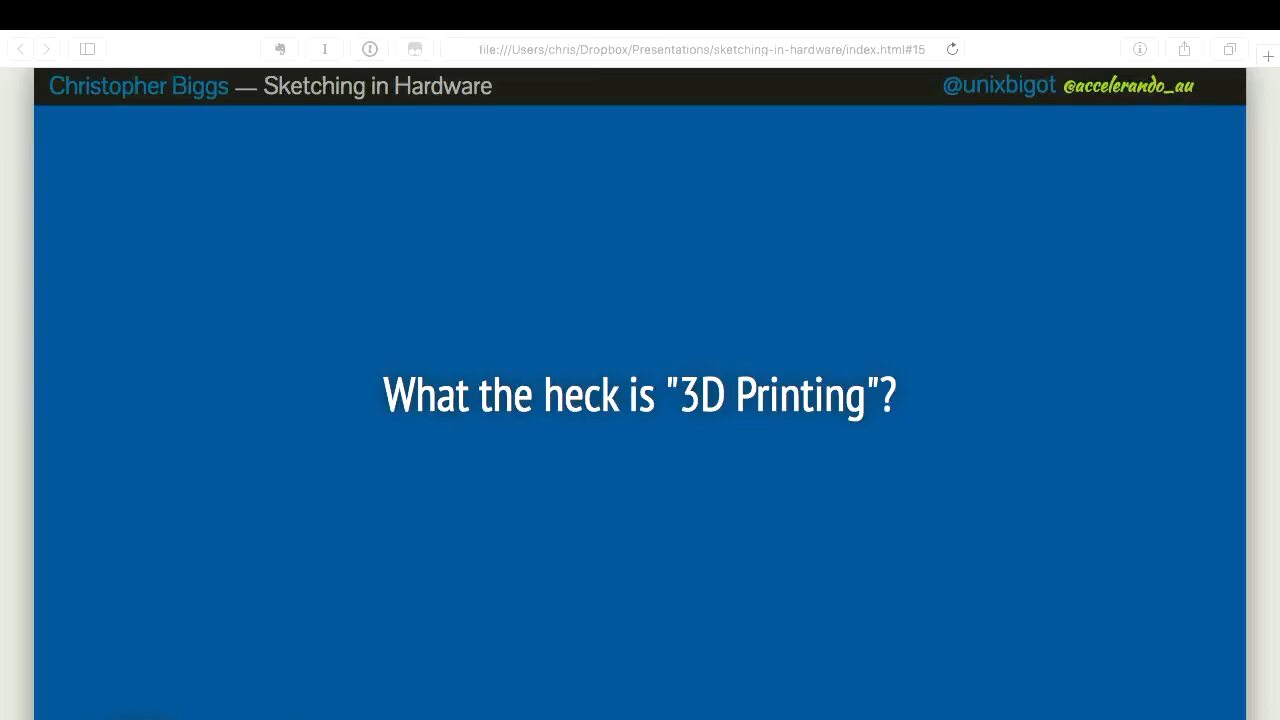 file:///Users/chris/Dropbox/Presentations/sketching-in-hardware/index.html#15
Christopher Biggs — Sketching in Hardware
@unixbigot @accelerando_au
What the heck is "3D Printing"?